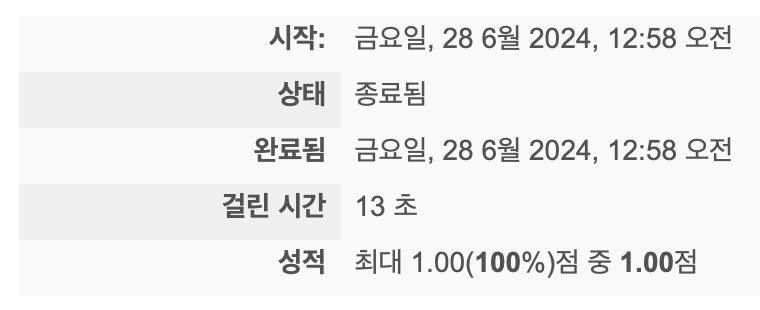 시작: 금요일, 28 6월 2024, 12:58 오전
상태 종료됨
완료됨 금요일, 28 6월 2024, 12:58 오전
걸린 시간 13 초
성적 최대 1.00(100%)점 중 1.00점